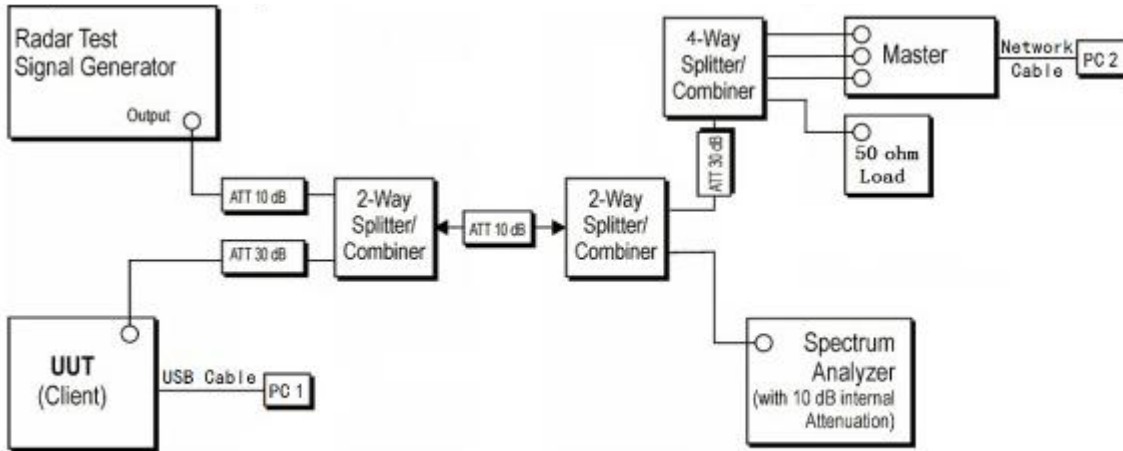 Radar Test
Signal Generator
Output
ATT 10 dB
2-Way
Splitter/
Combiner
ATT 30 dB
ATT 10 dB
2-Way
Splitter/
Combiner
ATT 30 dB
4-Way
Splitter/
Combiner
Master
Network
Cable
PC 2
50 ohm
Load
UUT
(Client)
USB Cable
PC 1
Spectrum
Analyzer
(with 10 dB internal
Attenuation)